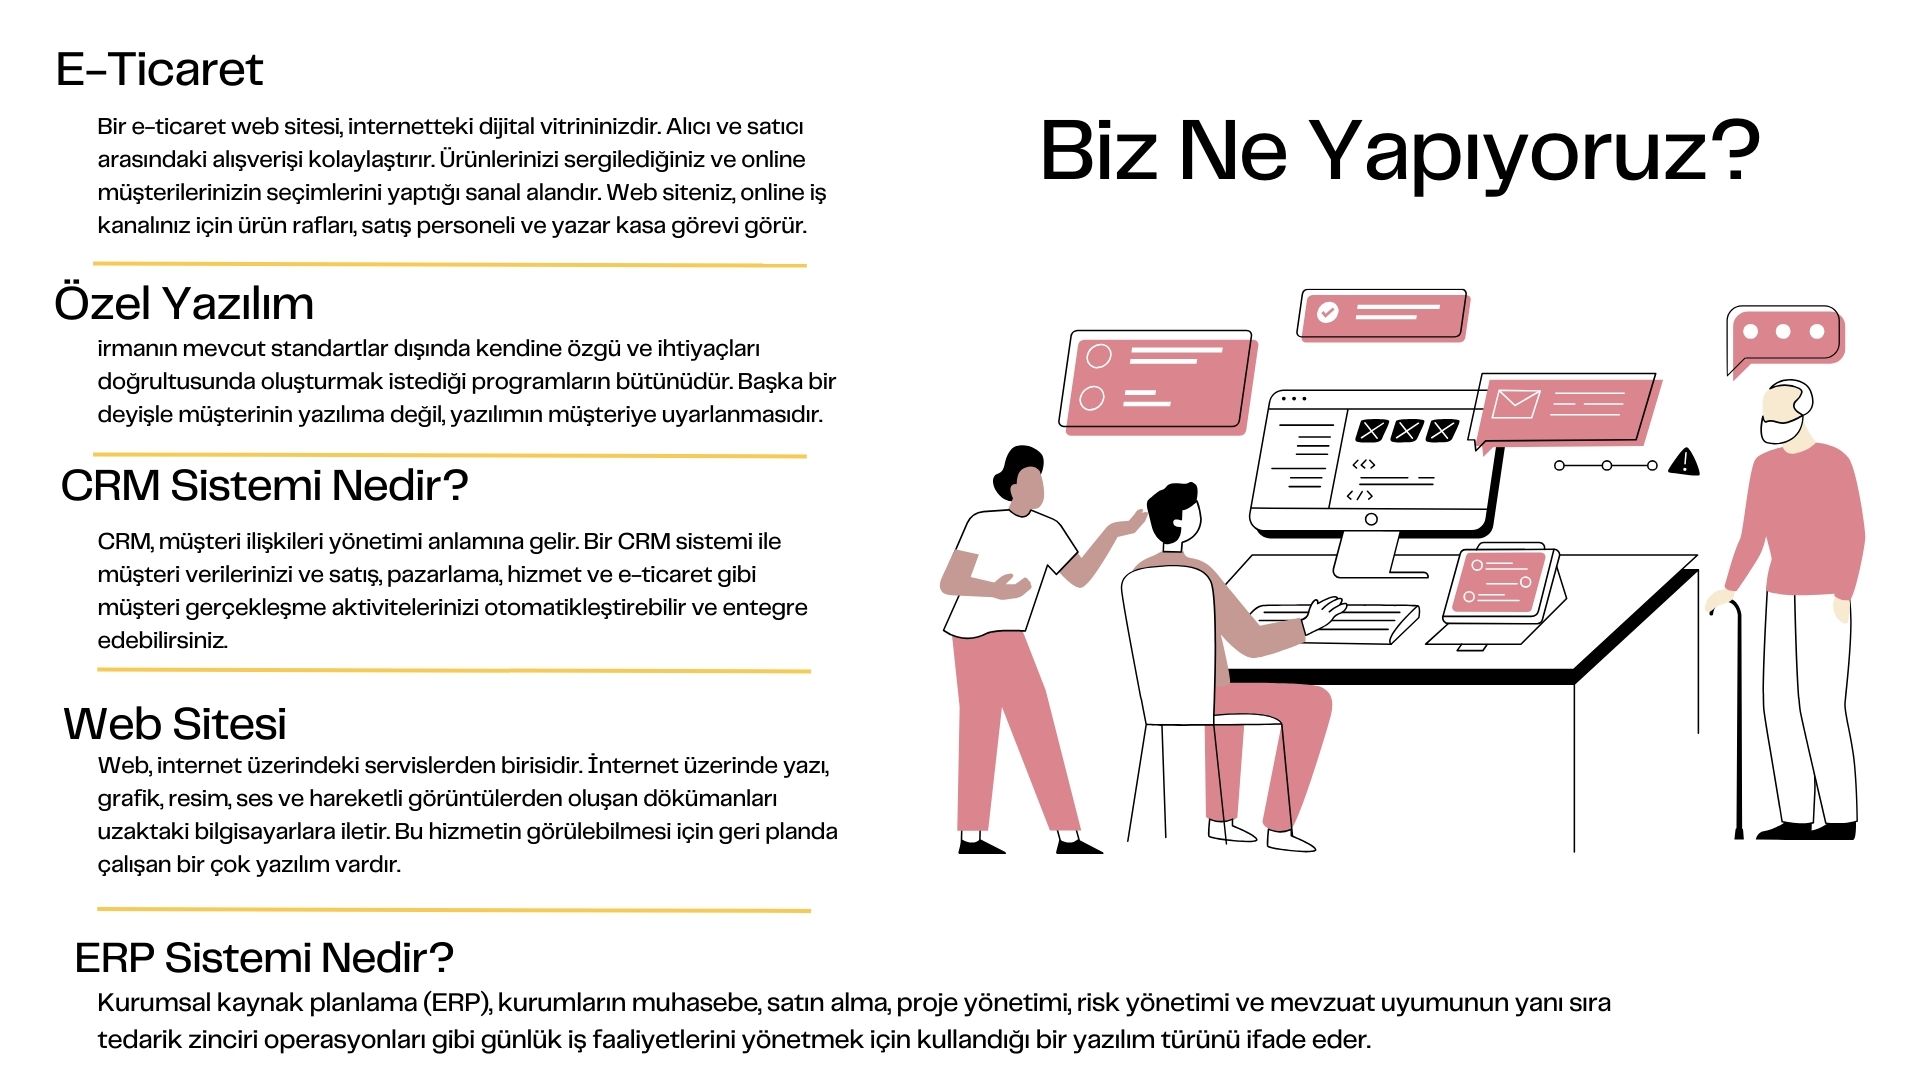 E-Ticaret
Bir e-ticaret web sitesi, internetteki dijital vitrininizdir. Alıcı ve satıcı
arasındaki alışverişi kolaylaştırır. Ürünlerinizi sergilediğiniz ve online
müşterilerinizin seçimlerini yaptığı sanal alandır. Web siteniz, online iş
kanalınız için ürün rafları, satış personeli ve yazar kasa görevi görür.
Özel Yazılım
irmanın mevcut standartlar dışında kendine özgü ve ihtiyaçları
doğrultusunda oluşturmak istediği programların bütünüdür. Başka bir
deyişle müşterinin yazılıma değil, yazılımın müşteriye uyarlanmasıdır.
CRM Sistemi Nedir?
CRM, müşteri ilişkileri yönetimi anlamına gelir. Bir CRM sistemi ile
müşteri verilerinizi ve satış, pazarlama, hizmet ve e-ticaret gibi
müşteri gerçekleşme aktivitelerinizi otomatikleştirebilir ve entegre
edebilirsiniz.
Web Sitesi
Web, internet üzerindeki servislerden birisidir. İnternet üzerinde yazı,
grafik, resim, ses ve hareketli görüntülerden oluşan dökümanları
uzaktaki bilgisayarlara iletir. Bu hizmetin görülebilmesi için geri planda
çalışan bir çok yazılım vardır.
ERP Sistemi Nedir?
Kurumsal kaynak planlama (ERP), kurumların muhasebe, satın alma, proje yönetimi, risk yönetimi ve mevzuat uyumunun yanı sıra
tedarik zinciri operasyonları gibi günlük iş faaliyetlerini yönetmek için kullandığı bir yazılım türünü ifade eder.
Biz Ne Yapıyoruz?